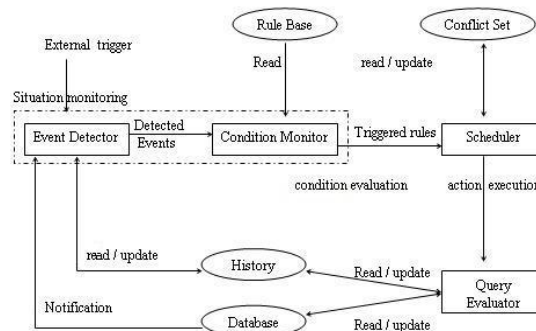 Rule Base
Conflict Set
External trigger
Read
read / update
Situation monitoring
Event Detector
Detected
Events
Condition Monitor
Triggered rules
Scheduler
condition evaluation
action execution
read / update
History
Read / update
Query
Evaluator
Notification
Database
Read / update